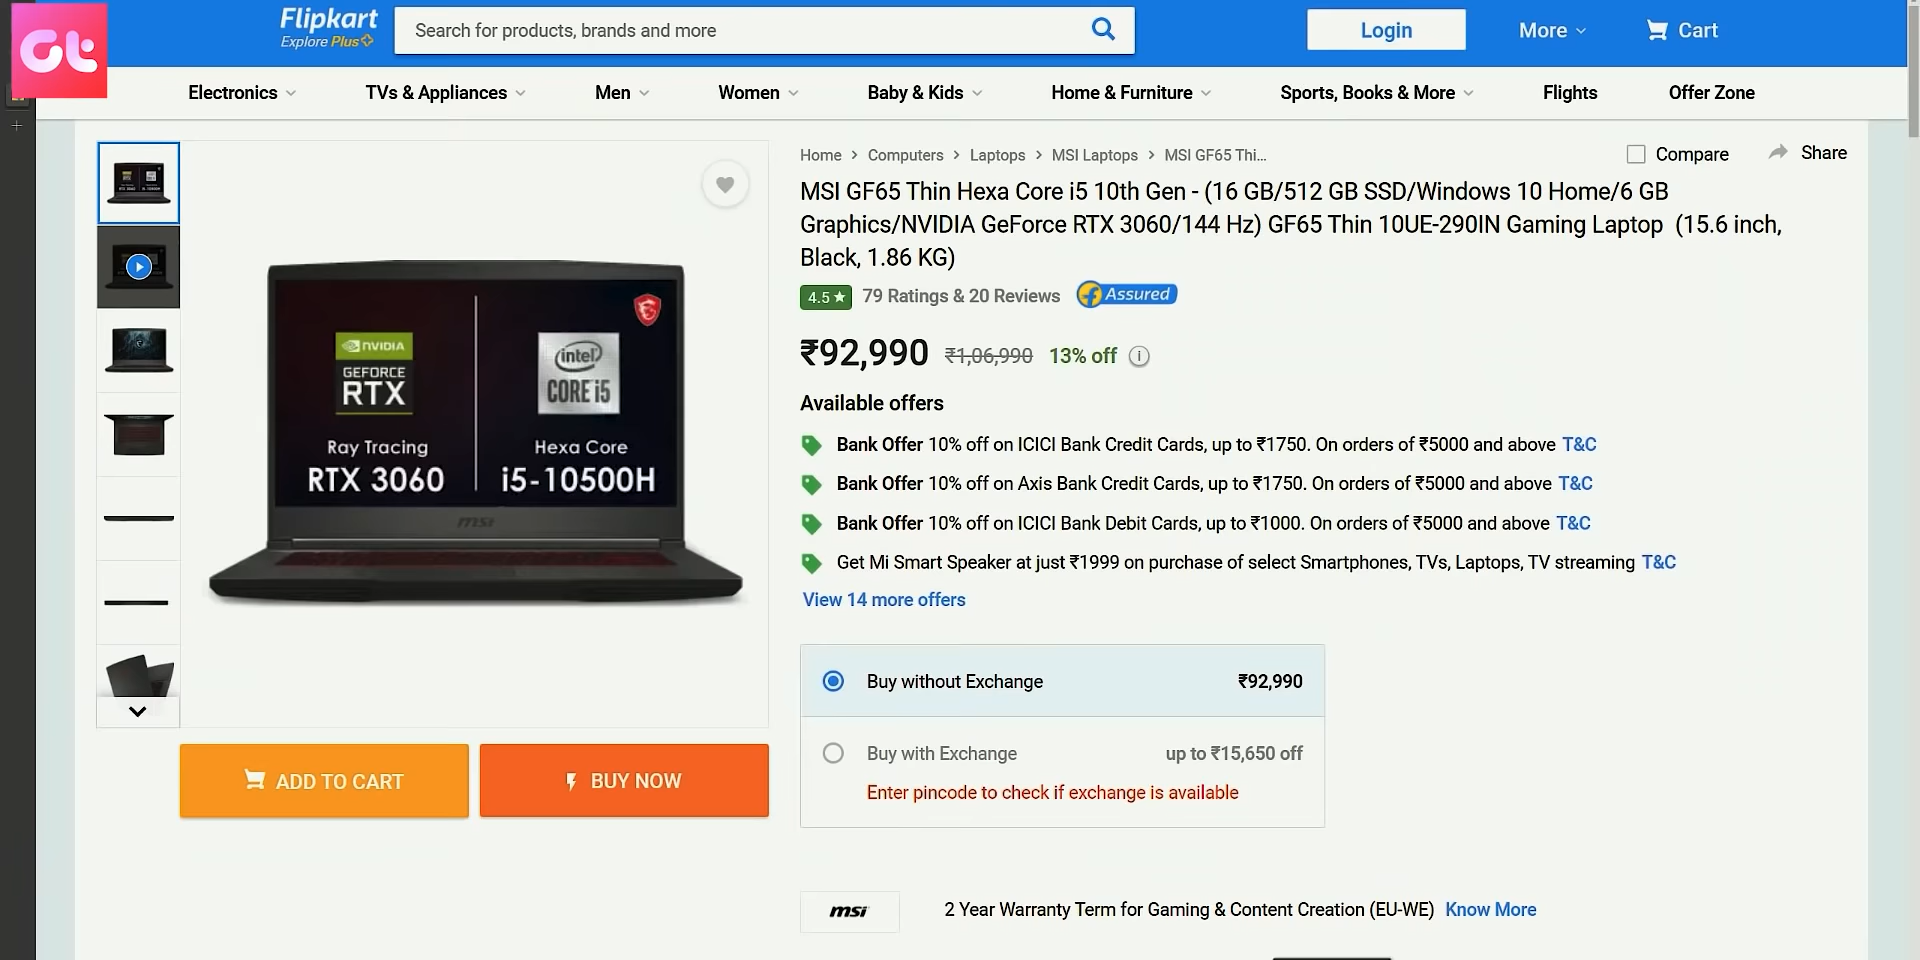 Gt
Flipkart
Explore Plus
Search for products, brands and more
Login
More
Cart
Electronics
TVs & Appliances
Men
Women
Baby & Kids
Home & Furniture
Sports, Books & More
Flights
Offer Zone
Home > Computers > Laptops > MSI Laptops > MSI GF65 Thi...
Compare
Share
MSI GF65 Thin Hexa Core i5 10th Gen - (16 GB/512 GB SSD/Windows 10 Home/6 GB
Graphics/NVIDIA GeForce RTX 3060/144 Hz) GF65 Thin 10UE-290IN Gaming Laptop (15.6 inch,
Black, 1.86 KG)
4.5★ 79 Ratings & 20 Reviews Assured
₹92,990 ₹1,06,990 13% off
Available offers
Bank Offer 10% off on ICICI Bank Credit Cards, up to ₹1750. On orders of ₹5000 and above T&C
Bank Offer 10% off on Axis Bank Credit Cards, up to ₹1750. On orders of ₹5000 and above T&C
Bank Offer 10% off on ICICI Bank Debit Cards, up to ₹1000. On orders of ₹5000 and above T&C
Get Mi Smart Speaker at just ₹1999 on purchase of select Smartphones, TVs, Laptops, TV streaming T&C
View 14 more offers
NVIDIA
GEFORCE
RTX
Ray Tracing
RTX 3060
intel
CORE i5
Hexa Core
i5-10500H
msi
Buy without Exchange ₹92,990
Buy with Exchange up to ₹15,650 off
Enter pincode to check if exchange is available
ADD TO CART
BUY NOW
msi
2 Year Warranty Term for Gaming & Content Creation (EU-WE) Know More